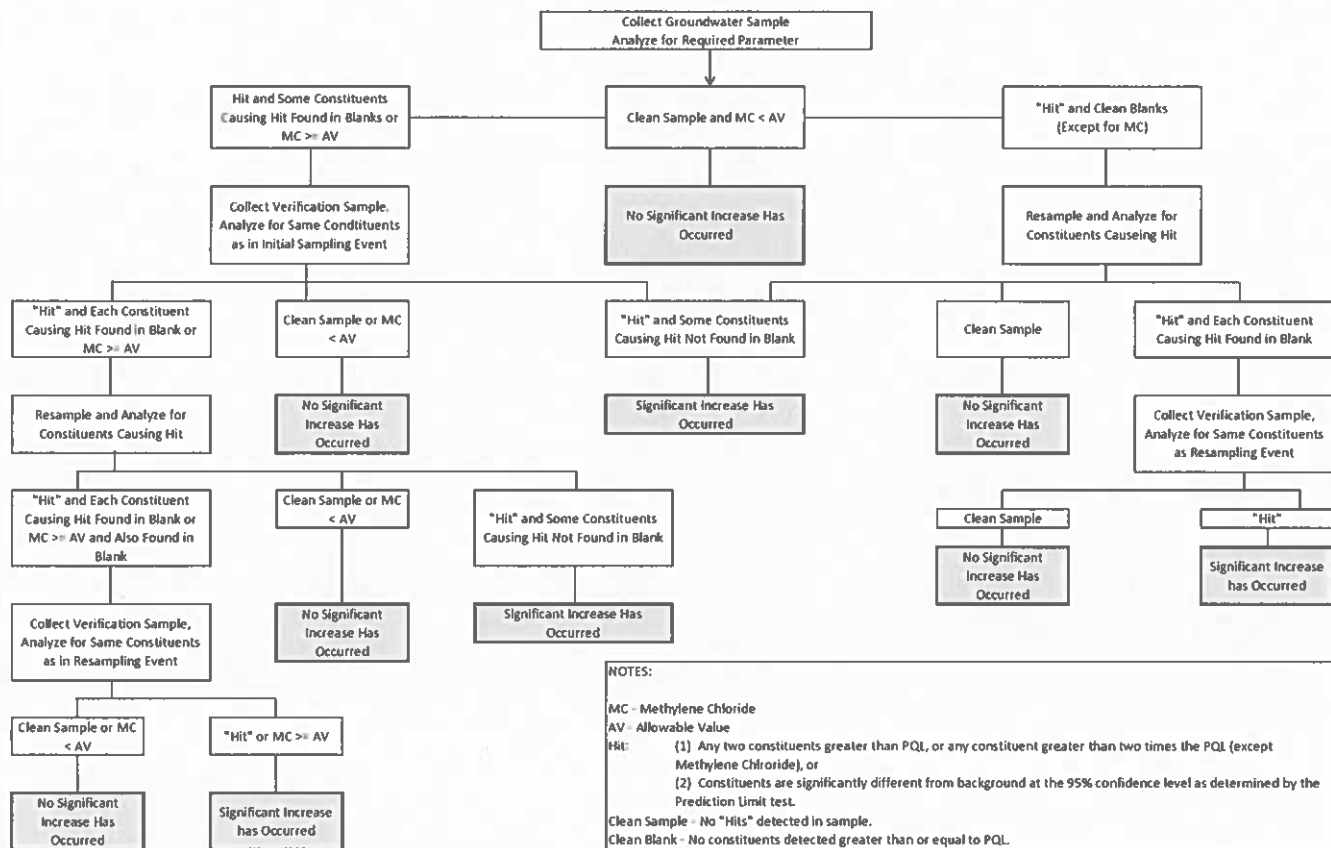 Collect Groundwater Sample
Analyze for Required Parameter
Hit and Some Constituents
Causing Hit Found in Blanks or
MC >= AV
Clean Sample and MC < AV
"Hit" and Clean Blanks
(Except for MC)
Collect Verification Sample,
Analyze for Same Condtituents
as in Initial Sampling Event
No Significant Increase Has
Occurred
Resample and Analyze for
Constituents Causeing Hit
"Hit" and Each Constituent
Causing Hit Found in Blank or
MC >= AV
Clean Sample or MC
< AV
"Hit" and Some Constituents
Causing Hit Not Found in Blank
Clean Sample
"Hit" and Each Constituent
Causing Hit Found in Blank
Resample and Analyze for
Constituents Causing Hit
No Significant
Increase Has
Occurred
Significant Increase Has
Occurred
No Significant
Increase Has
Occurred
Collect Verification Sample,
Analyze for Same Constituents
as Resampling Event
"Hit" and Each Constituent
Causing Hit Found in Blank or
MC >= AV and Also Found in
Blank
Clean Sample or MC
< AV
"Hit" and Some Constituents
Causing Hit Not Found in Blank
Clean Sample
"Hit"
No Significant
Increase Has
Occurred
Significant Increase
has Occurred
Collect Verification Sample,
Analyze for Same Constituents
as in Resampling Event
No Significant
Increase Has
Occurred
Significant Increase Has
Occurred
Clean Sample or MC
< AV
"Hit" or MC >= AV
No Significant
Increase Has
Occurred
Significant Increase
has Occurred
NOTES:
MC - Methylene Chloride
AV - Allowable Value
Hit: (1) Any two constituents greater than PQL, or any constituent greater than two times the PQL (except
Methylene Chlroride), or
(2) Constituents are significantly different from background at the 95% confidence level as determined by the
Prediction Limit test.
Clean Sample - No "Hits" detected in sample.
Clean Blank - No constituents detected greater than or equal to PQL.